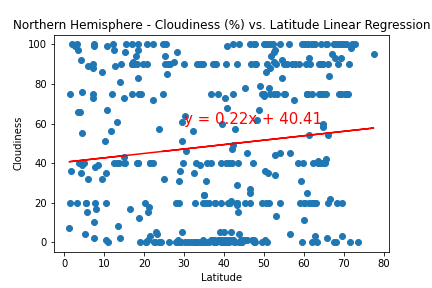 Northern Hemisphere - Cloudiness (%) vs. Latitude Linear Regression
100
80
60
40
20
0
Cloudiness
y = 0.22x + 40.41
0 10 20 30 40 50 60 70 80
Latitude